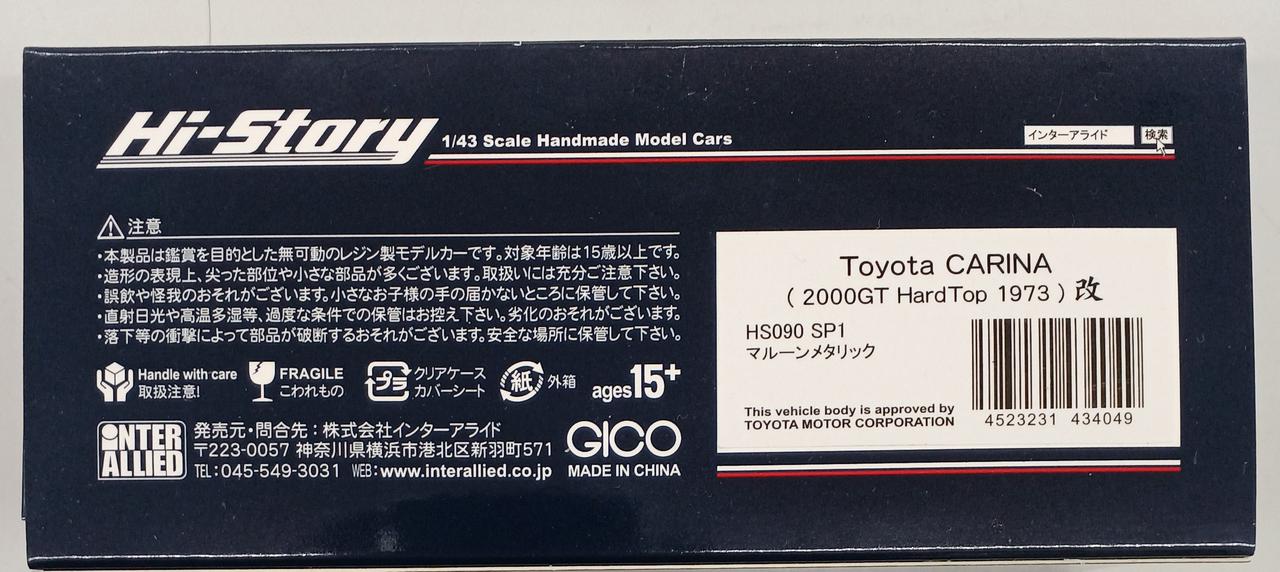 Hi-Story 1/43 Scale Handmade Model Cars
インターアライド 検索
注意
・本製品は鑑賞を目的とした無可動のレジン製モデルカーです。対象年齢は15歳以上です。
・造形の表現上、尖った部位や小さな部品が多くございます。取扱いには充分ご注意下さい。
・誤飲や怪我のおそれがございます。小さなお子様の手の届かないところに保管して下さい。
・直射日光や高温多湿等、過度な条件での保管はお控え下さい。劣化のおそれがございます。
・落下等の衝撃によって部品が破断するおそれがございます。安全な場所に保管して下さい。
Handle with care
取扱注意!
FRAGILE
こわれもの
プラ
クリアケース
カバーシート
紙 外箱
ages15+
INTER
ALLIED
発売元・問合先：株式会社インターアライド
〒223-0057 神奈川県横浜市港北区新羽町571
TEL:045-549-3031 WEB:www.interallied.co.jp
GICO
MADE IN CHINA
Toyota CARINA
( 2000GT HardTop 1973 ) 改
HS090 SP1
マルーンメタリック
This vehicle body is approved by
TOYOTA MOTOR CORPORATION
4523231 434049